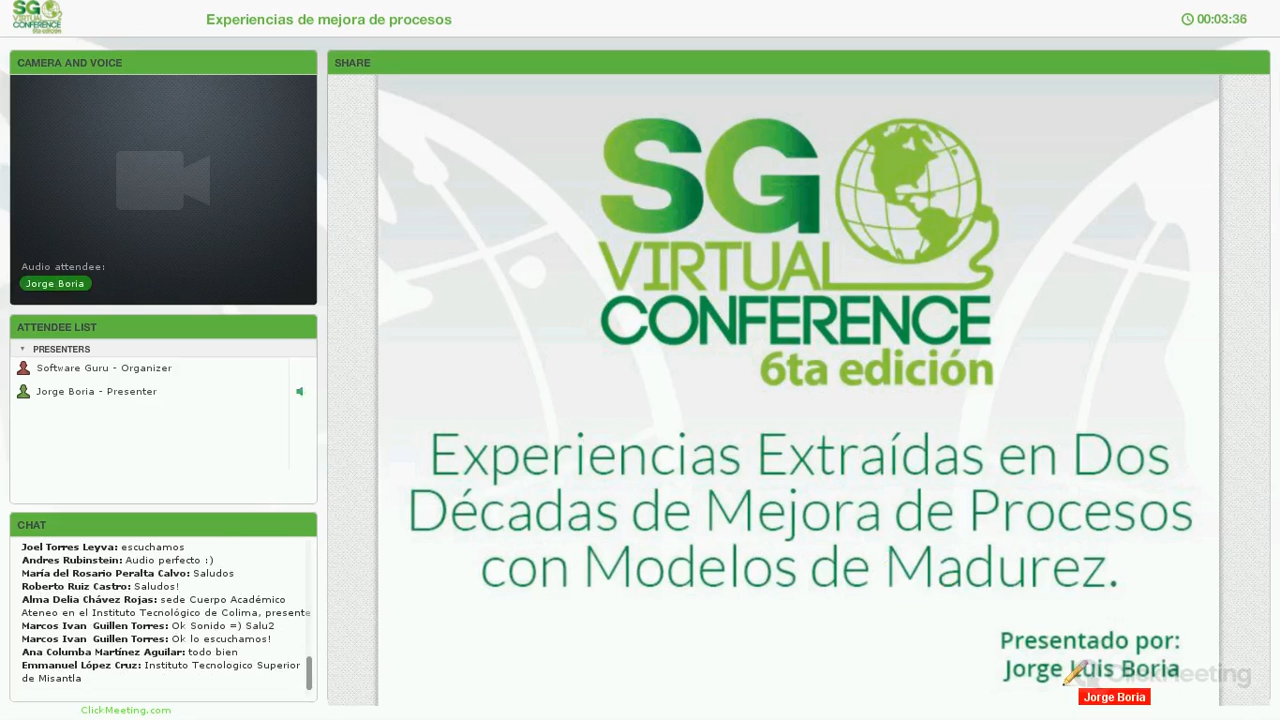 SG
VIRTUAL
CONFERENCE
6ta edición
Experiencias de mejora de procesos
00:03:36
CAMERA AND VOICE
Audio attendee:
Jorge Boria
ATTENDEE LIST
PRESENTERS
Software Guru - Organizer
Jorge Boria - Presenter
CHAT
Joel Torres Leyva: escuchamos
Andres Rubinstein: Audio perfecto :)
María del Rosario Peralta Calvo: Saludos
Roberto Ruiz Castro: Saludos!
Alma Delia Chávez Rojas: sede Cuerpo Académico
Ateneo en el Instituto Tecnológico de Colima, presente
Marcos Ivan Guillen Torres: Ok Sonido =) Salu2
Marcos Ivan Guillen Torres: Ok lo escuchamos!
Ana Columba Martínez Aguilar: todo bien
Emmanuel López Cruz: Instituto Tecnologico Superior
de Misantla
ClickMeeting.com
SHARE
SG
VIRTUAL
CONFERENCE
6ta edición
Experiencias Extraídas en Dos
Décadas de Mejora de Procesos
con Modelos de Madurez.
Presentado por:
Jorge Luis Boria
ClickMeeting
Jorge Boria